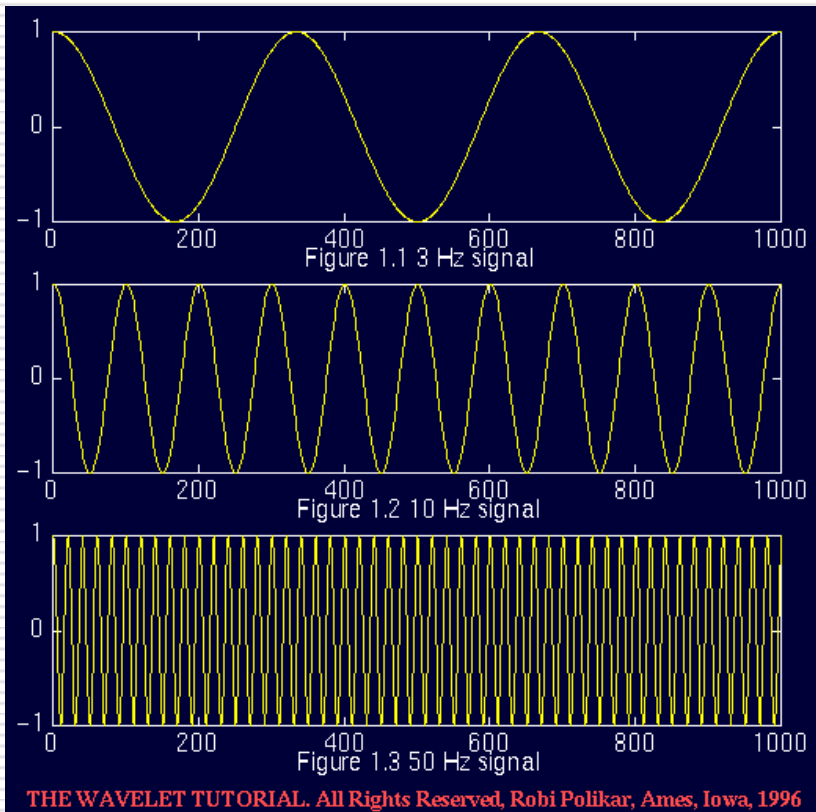 1
0
-1
0 200 400 600 800 1000
Figure 1.1 3 Hz signal
1
0
-1
0 200 400 600 800 1000
Figure 1.2 10 Hz signal
1
0
-1
0 200 400 600 800 1000
Figure 1.3 50 Hz signal
THE WAVELET TUTORIAL. All Rights Reserved, Robi Polikar, Ames, Iowa, 1996